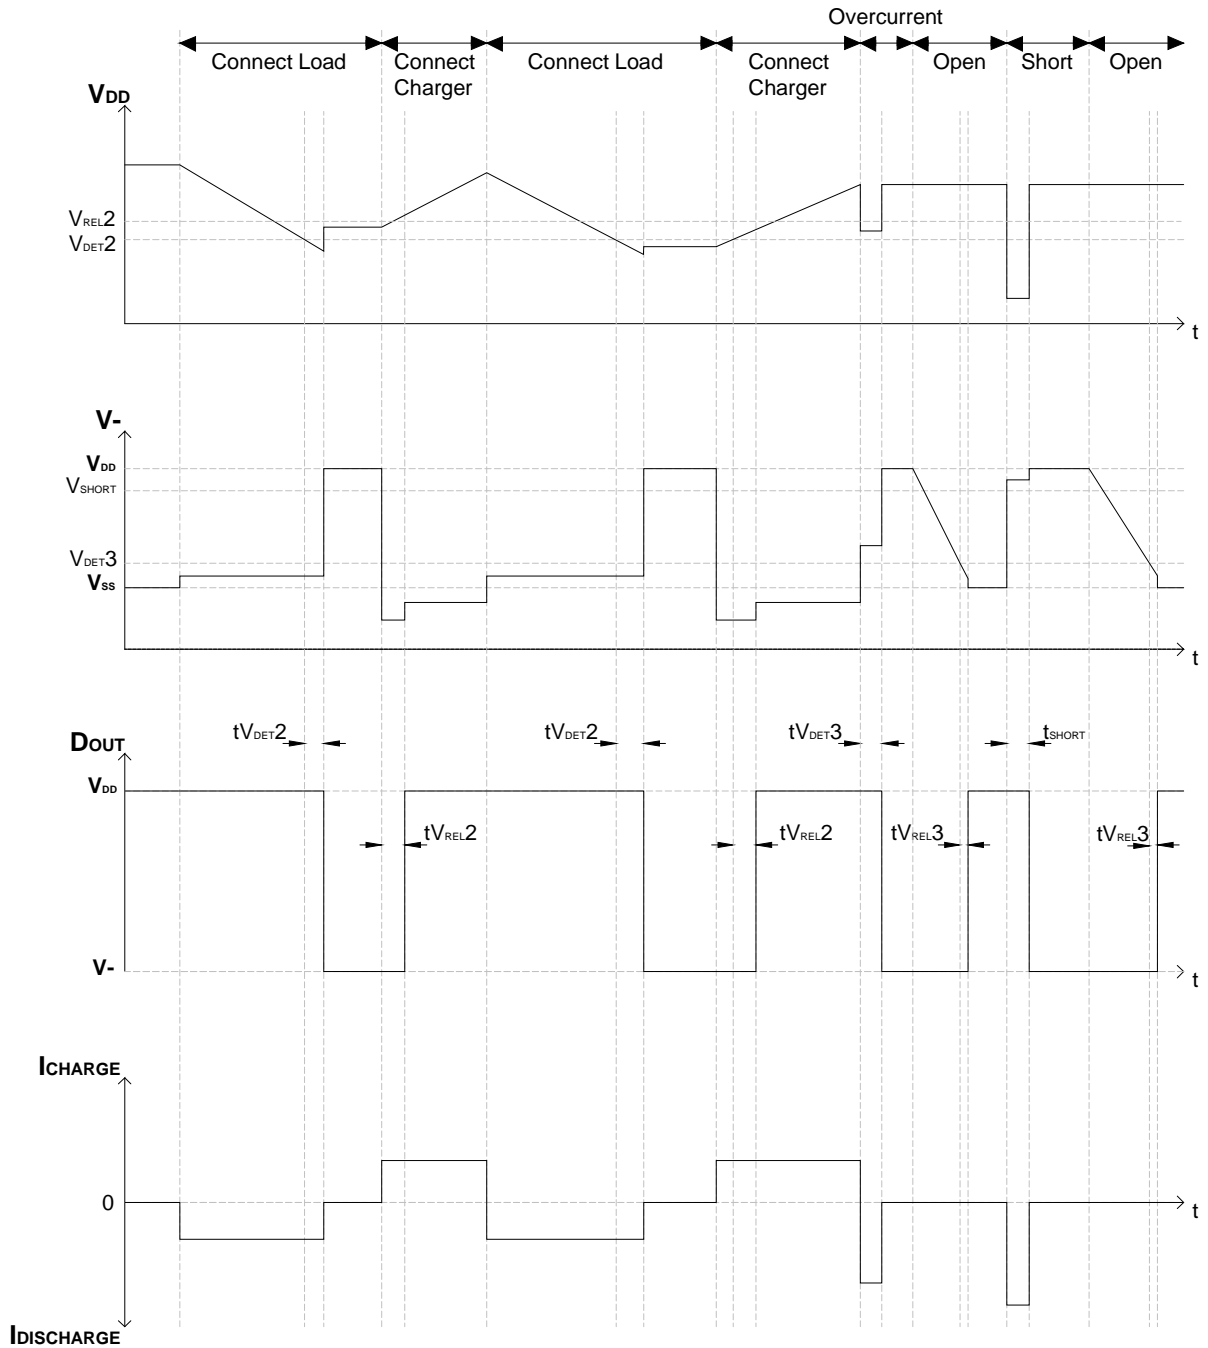 Overcurrent
Connect Load
Connect
Charger
Connect Load
Connect
Charger
Open
Short
Open
VDD
VREL2
VDET2
t
V-
VDD
VSHORT
VDET3
VSS
t
DOUT
tVDET2
tVDET2
tVDET3
tSHORT
VDD
tVREL2
tVREL2
tVREL3
tVREL3
V-
t
ICHARGE
0
t
IDISCHARGE